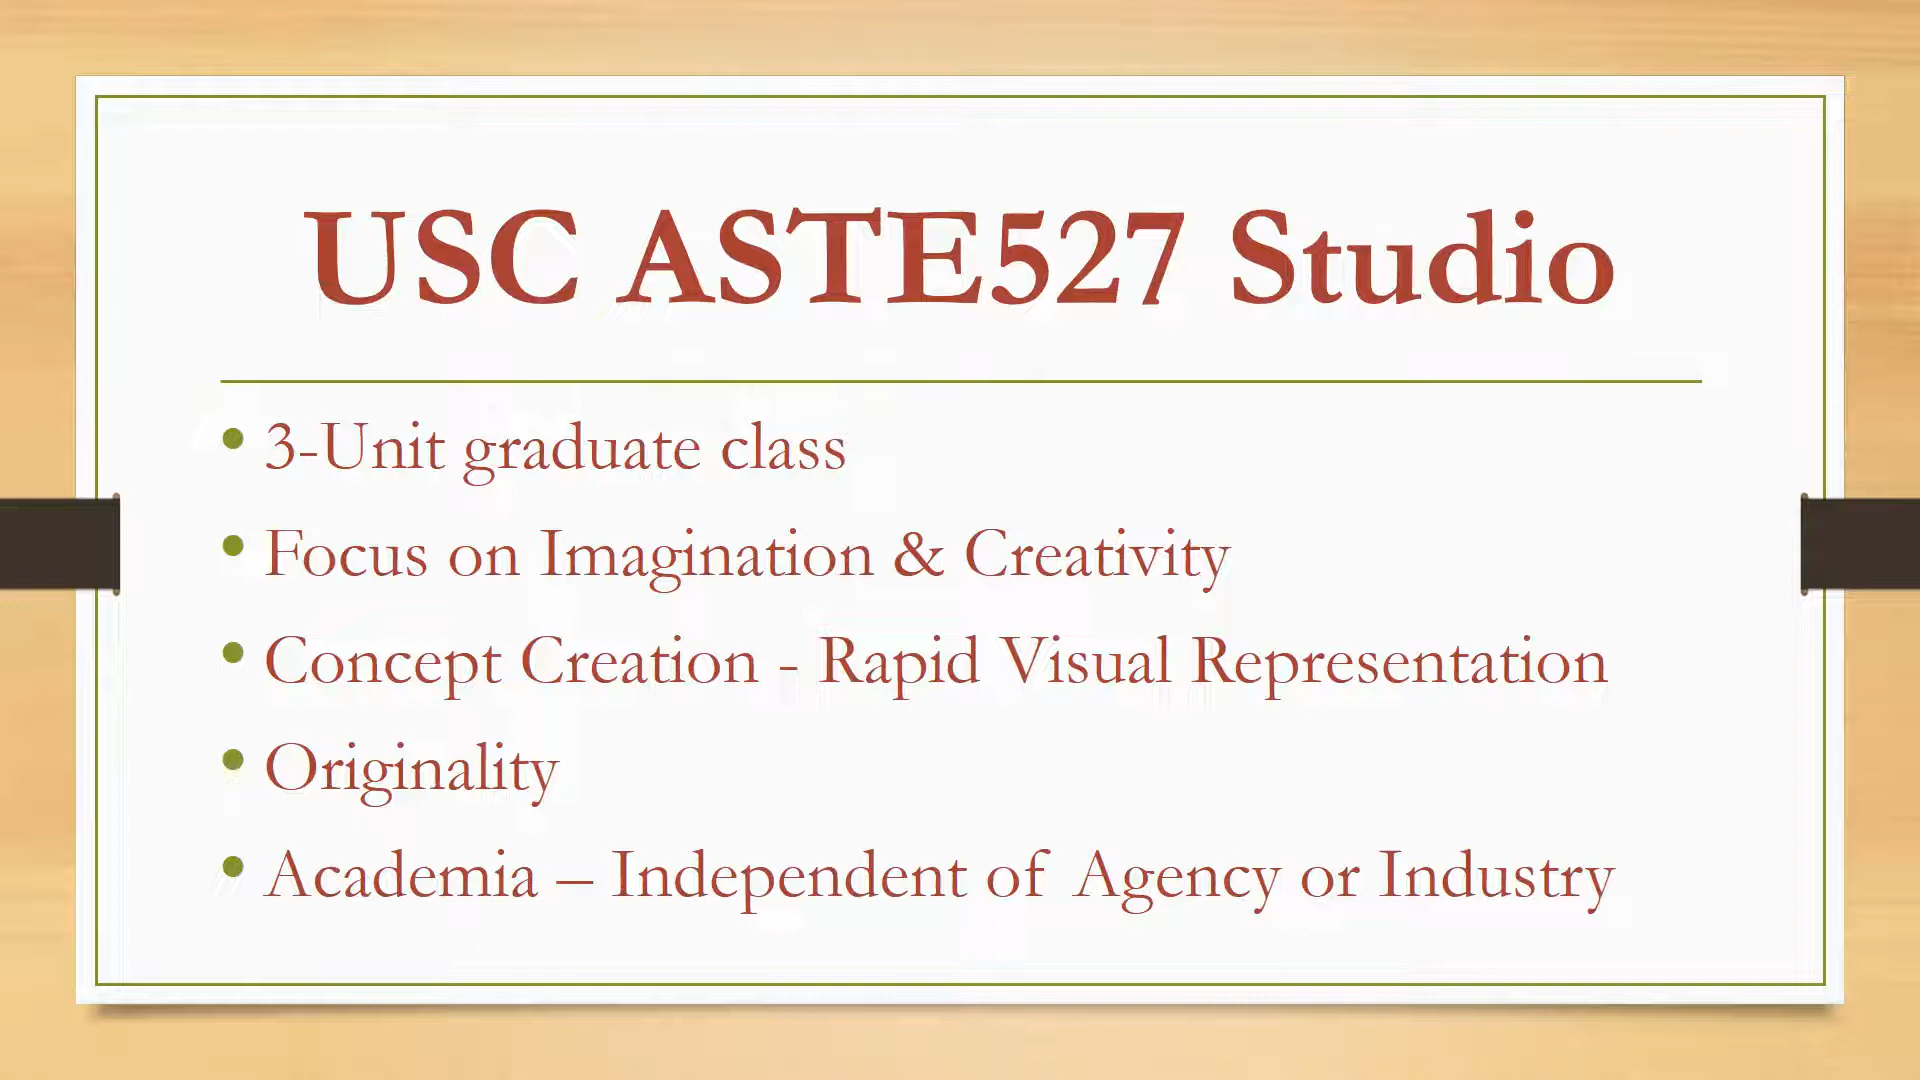 USC ASTE527 Studio
• 3-Unit graduate class
• Focus on Imagination & Creativity
• Concept Creation - Rapid Visual Representation
• Originality
• Academia – Independent of Agency or Industry